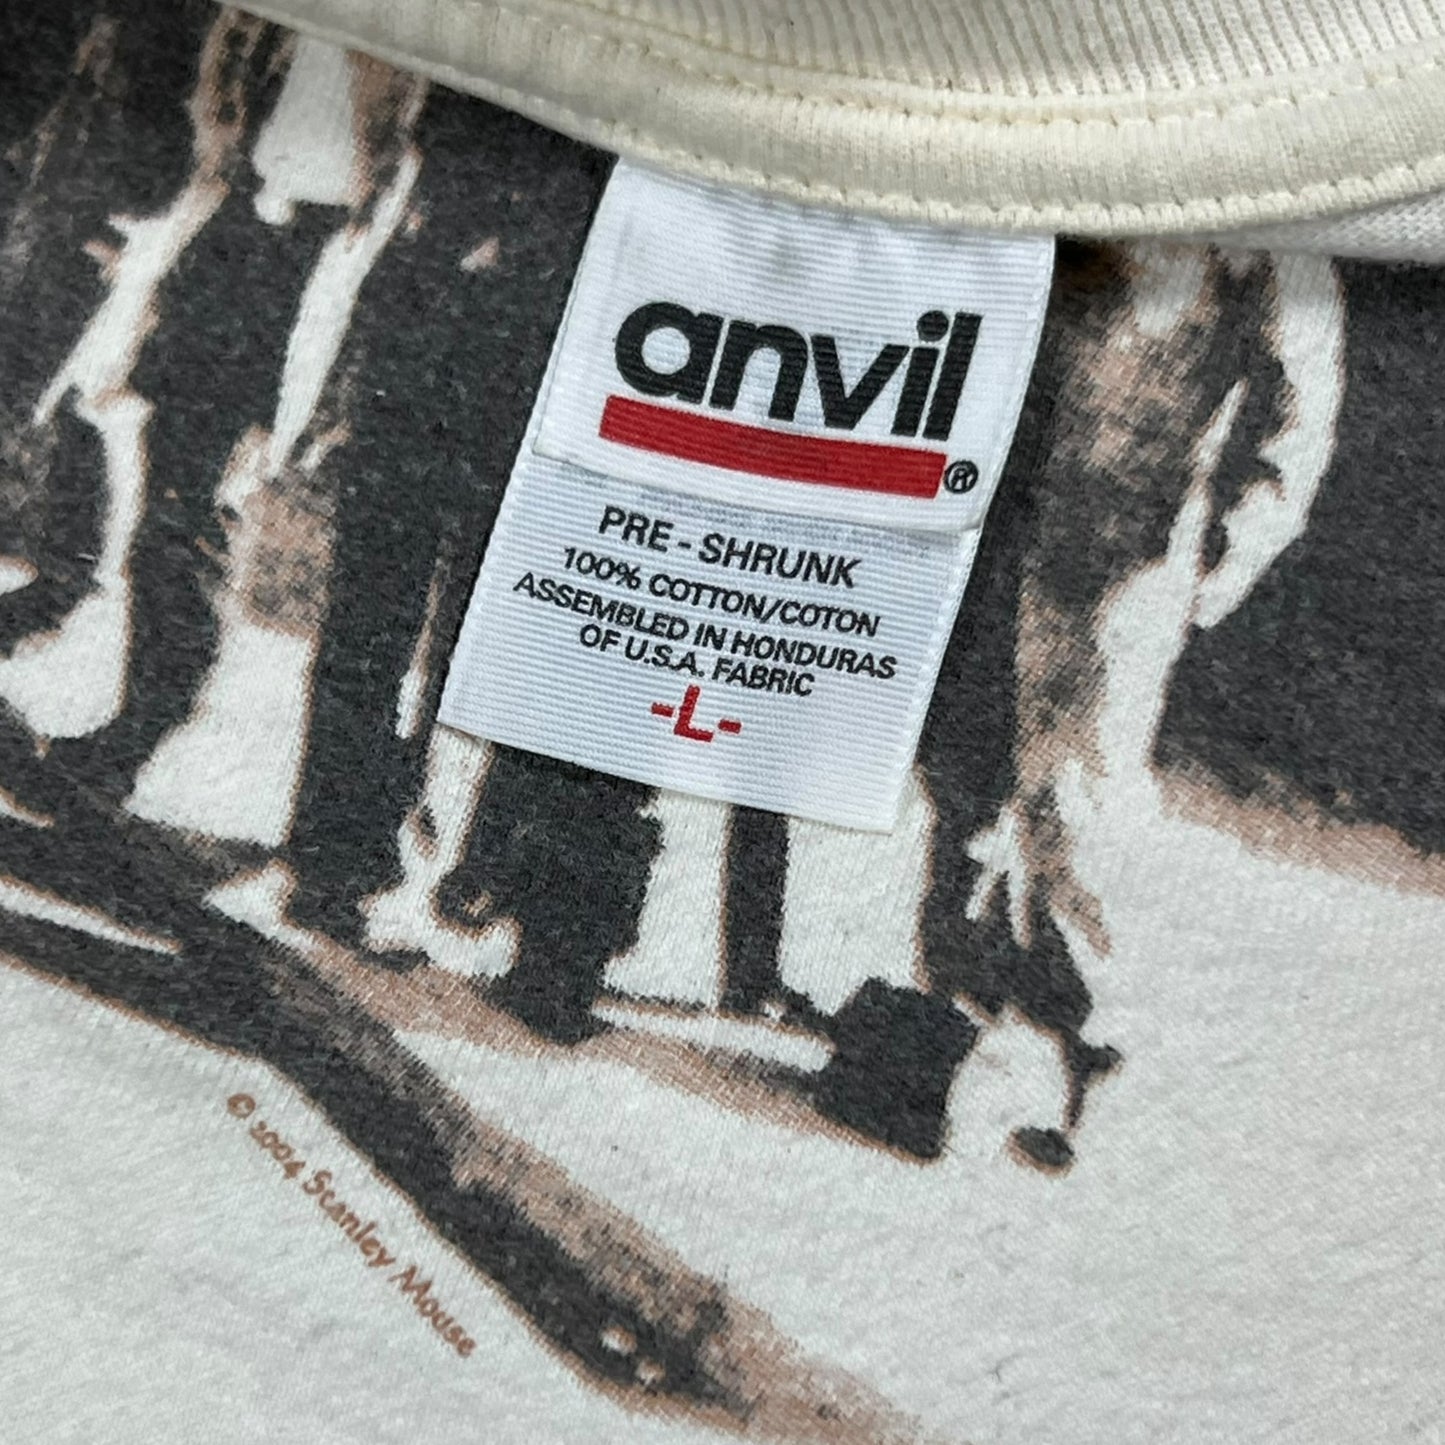 anvil®
PRE-SHRUNK
100% COTTON/COTON
ASSEMBLED IN HONDURAS
OF U.S.A. FABRIC
-L-
© 2004 Stanley Mouse